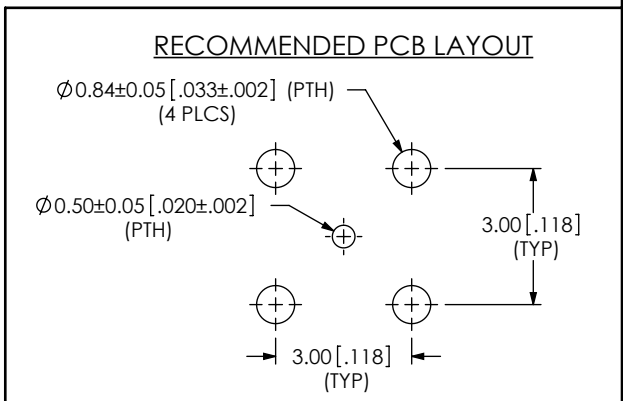 RECOMMENDED PCB LAYOUT
Ø0.84±0.05 [.033±.002] (PTH)
(4 PLCS)
Ø0.50±0.05 [.020±.002]
(PTH)
3.00 [.118]
(TYP)
3.00 [.118]
(TYP)